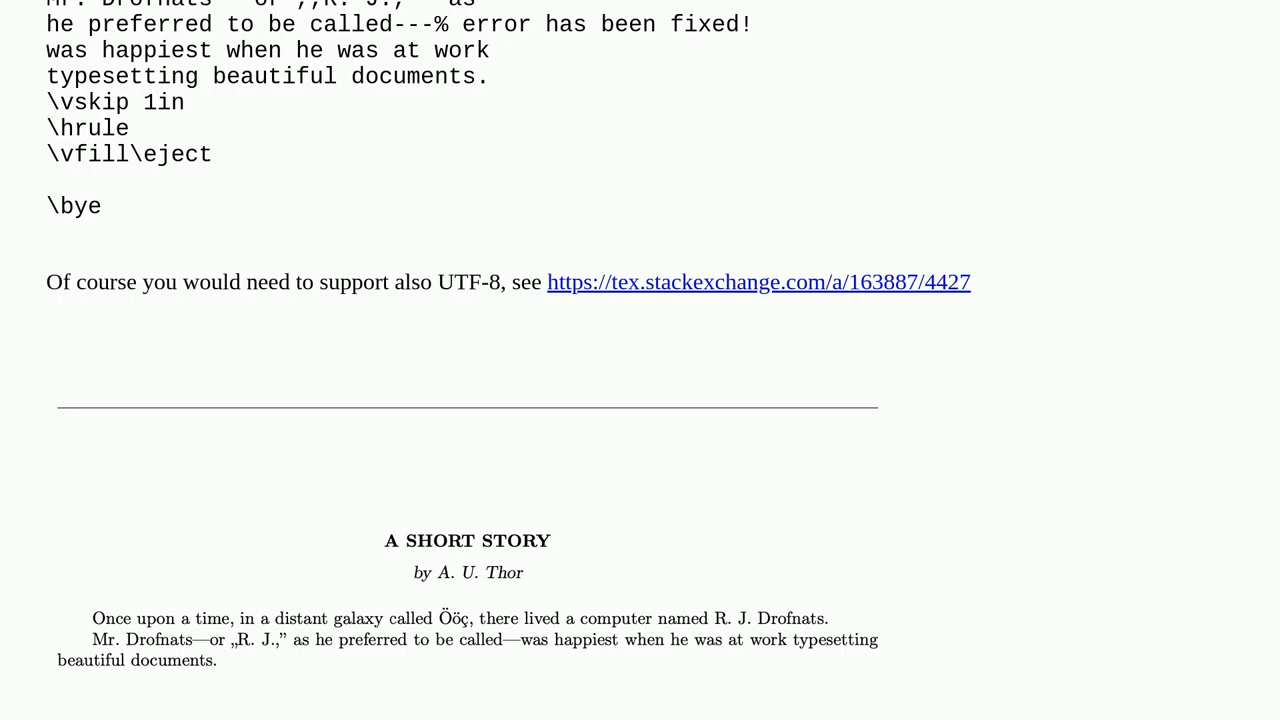 Mr. Drofnats---or ,,R. J.,'' as
he preferred to be called---% error has been fixed!
was happiest when he was at work
typesetting beautiful documents.
\vskip 1in
\hrule
\vfill\eject
\bye
Of course you would need to support also UTF-8, see https://tex.stackexchange.com/a/163887/4427
A SHORT STORY
by A. U. Thor
Once upon a time, in a distant galaxy called Ööç, there lived a computer named R. J. Drofnats.
Mr. Drofnats—or „R. J.,” as he preferred to be called—was happiest when he was at work typesetting
beautiful documents.